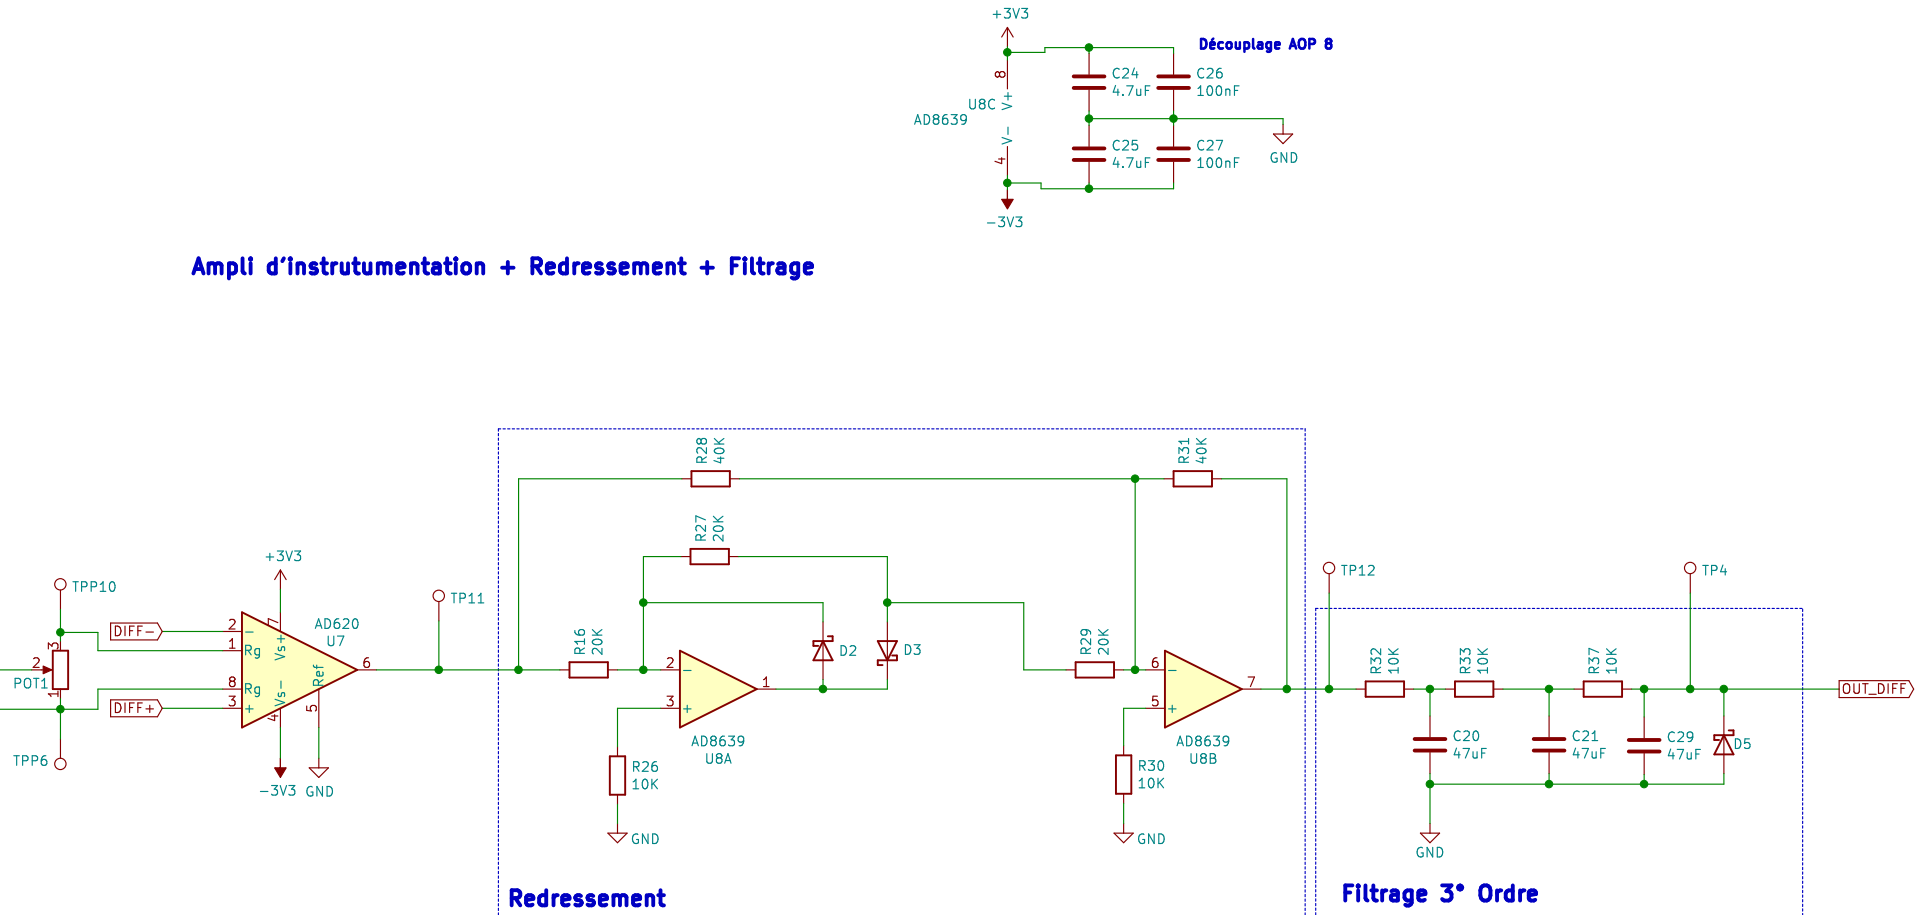 +3V3
Découplage AOP 8
8
V+
U8C
AD8639
V-
4
C24
4.7uF
C26
100nF
C25
4.7uF
C27
100nF
GND
-3V3
Ampli d'instrutumentation + Redressement + Filtrage
R28
40K
R31
40K
R27
20K
+3V3
TPP10
TP11
TP12
TP4
DIFF-
2
-
1
Rg
7
Vs+
AD620
U7
6
3
2
POT1
1
8
Rg
3
+
DIFF+
Vs-
4
Ref
5
TPP6
-3V3
GND
R16
20K
2
-
3
+
1
AD8639
U8A
D2
D3
R26
10K
GND
R29
20K
6
-
5
+
7
AD8639
U8B
R30
10K
GND
R32
10K
R33
10K
R37
10K
OUT_DIFF
C20
47uF
C21
47uF
C29
47uF
D5
GND
Redressement
Filtrage 3° Ordre